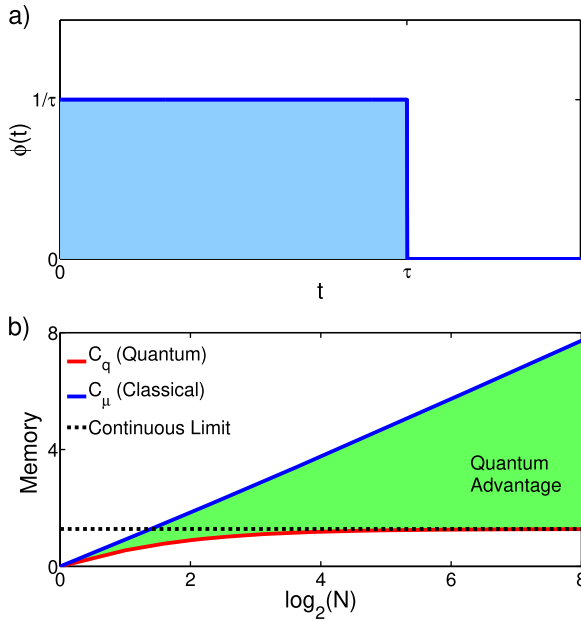 a)
1/τ
ϕ(t)
0
0
τ
t
b)
8
C_q (Quantum)
C_μ (Classical)
Continuous Limit
4
Memory
Quantum
Advantage
0
0
2
4
6
8
log_2(N)